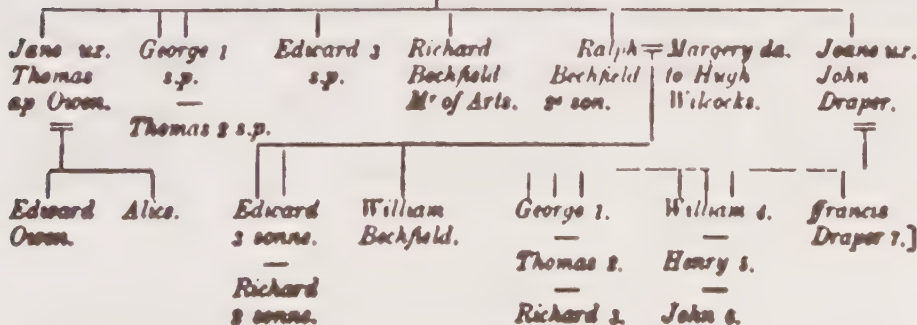 Jane ux.
Thomas
ap Owen.
George 1
s.p.
Thomas 2 s.p.
Edward 3
s.p.
Richard
Bechfield
Mr of Arts.
Ralph
Bechfield
2º son.
Margery da.
to Hugh
Wilcocks.
Joane ux.
John
Draper.
Edward
Owen.
Alice.
Edward
3 sonne.
Richard
2 sonne.
William
Bechfield.
George 1.
Thomas 2.
Richard 3.
William 4.
Henry 5.
John 6.
ffrancis
Draper 7.]